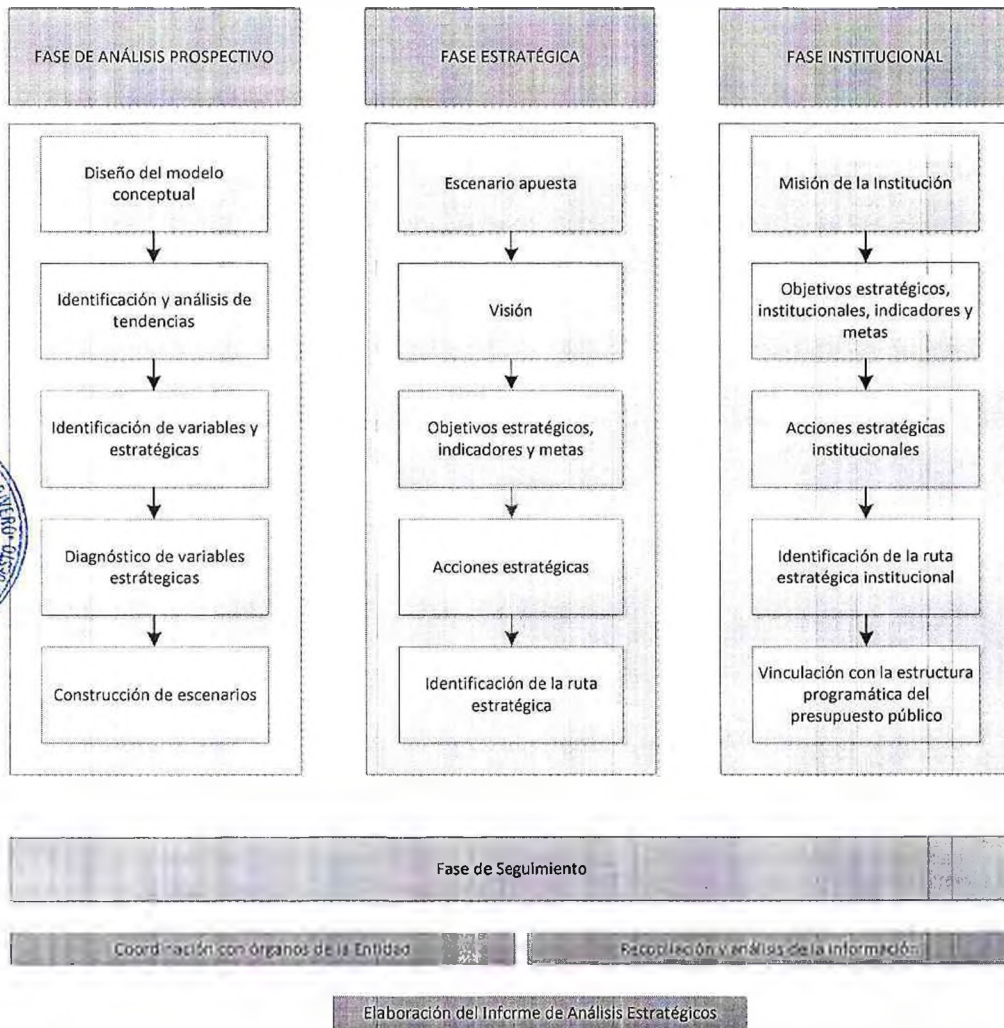 FASE DE ANÁLISIS PROSPECTIVO
Diseño del modelo
conceptual
Identificación y análisis de
tendencias
Identificación de variables y
estratégicas
Diagnóstico de variables
estrátegicas
Construcción de escenarios
FASE ESTRATÉGICA
Escenario apuesta
Visión
Objetivos estratégicos,
indicadores y metas
Acciones estratégicas
Identificación de la ruta
estratégica
FASE INSTITUCIONAL
Misión de la Institución
Objetivos estratégicos,
institucionales, indicadores y
metas
Acciones estratégicas
institucionales
Identificación de la ruta
estratégica institucional
Vinculación con la estructura
programática del
presupuesto público
RIVERO
Fase de Seguimiento
Coordinación con órganos de la Entidad
Recopilación y análisis de la información
Elaboración del Informe de Análisis Estratégicos